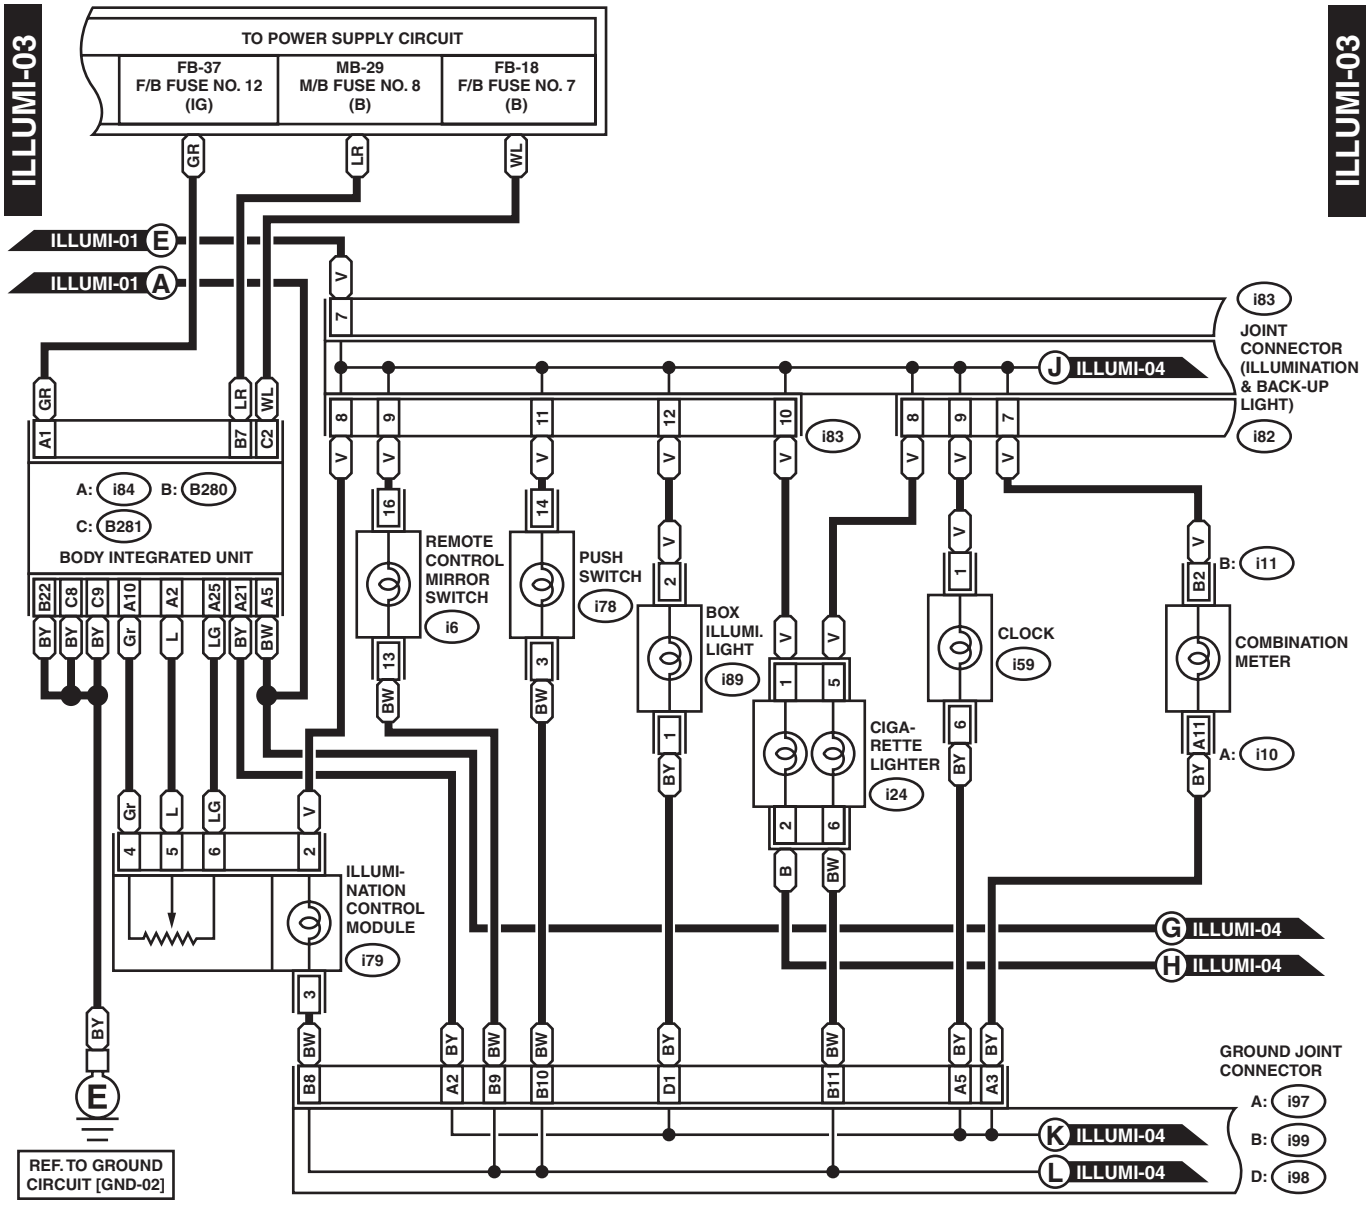 ILLUMI-03
ILLUMI-03
TO POWER SUPPLY CIRCUIT
FB-37
F/B FUSE NO. 12
(IG)
MB-29
M/B FUSE NO. 8
(B)
FB-18
F/B FUSE NO. 7
(B)
GR
LR
WL
ILLUMI-01 E
ILLUMI-01 A
V
7
i83
JOINT
CONNECTOR
(ILLUMINATION
& BACK-UP
LIGHT)
J ILLUMI-04
GR
LR
WL
A1
B7
C2
8
9
11
12
10
i83
8
9
7
i82
V
V
V
V
V
V
V
V
A: i84 B: B280
C: B281
BODY INTEGRATED UNIT
B22
C8
C9
A10
A2
A25
A21
A5
BY
BY
BY
Gr
L
LG
BY
BW
16
REMOTE
CONTROL
MIRROR
SWITCH
i6
13
BW
14
PUSH
SWITCH
i78
3
BW
V
2
BOX
ILLUMI.
LIGHT
i89
1
BY
V
V
1
5
CIGA-
RETTE
LIGHTER
i24
2
6
B
BW
V
1
CLOCK
i59
6
BY
V
B: i11
B2
COMBINATION
METER
A11
A: i10
BY
Gr
L
LG
V
4
5
6
2
ILLUMI-
NATION
CONTROL
MODULE
i79
3
G ILLUMI-04
H ILLUMI-04
BY
E
REF. TO GROUND
CIRCUIT [GND-02]
BW
BY
BW
BW
BY
BW
BY
BY
B8
A2
B9
B10
D1
B11
A5
A3
GROUND JOINT
CONNECTOR
A: i97
B: i99
D: i98
K ILLUMI-04
L ILLUMI-04